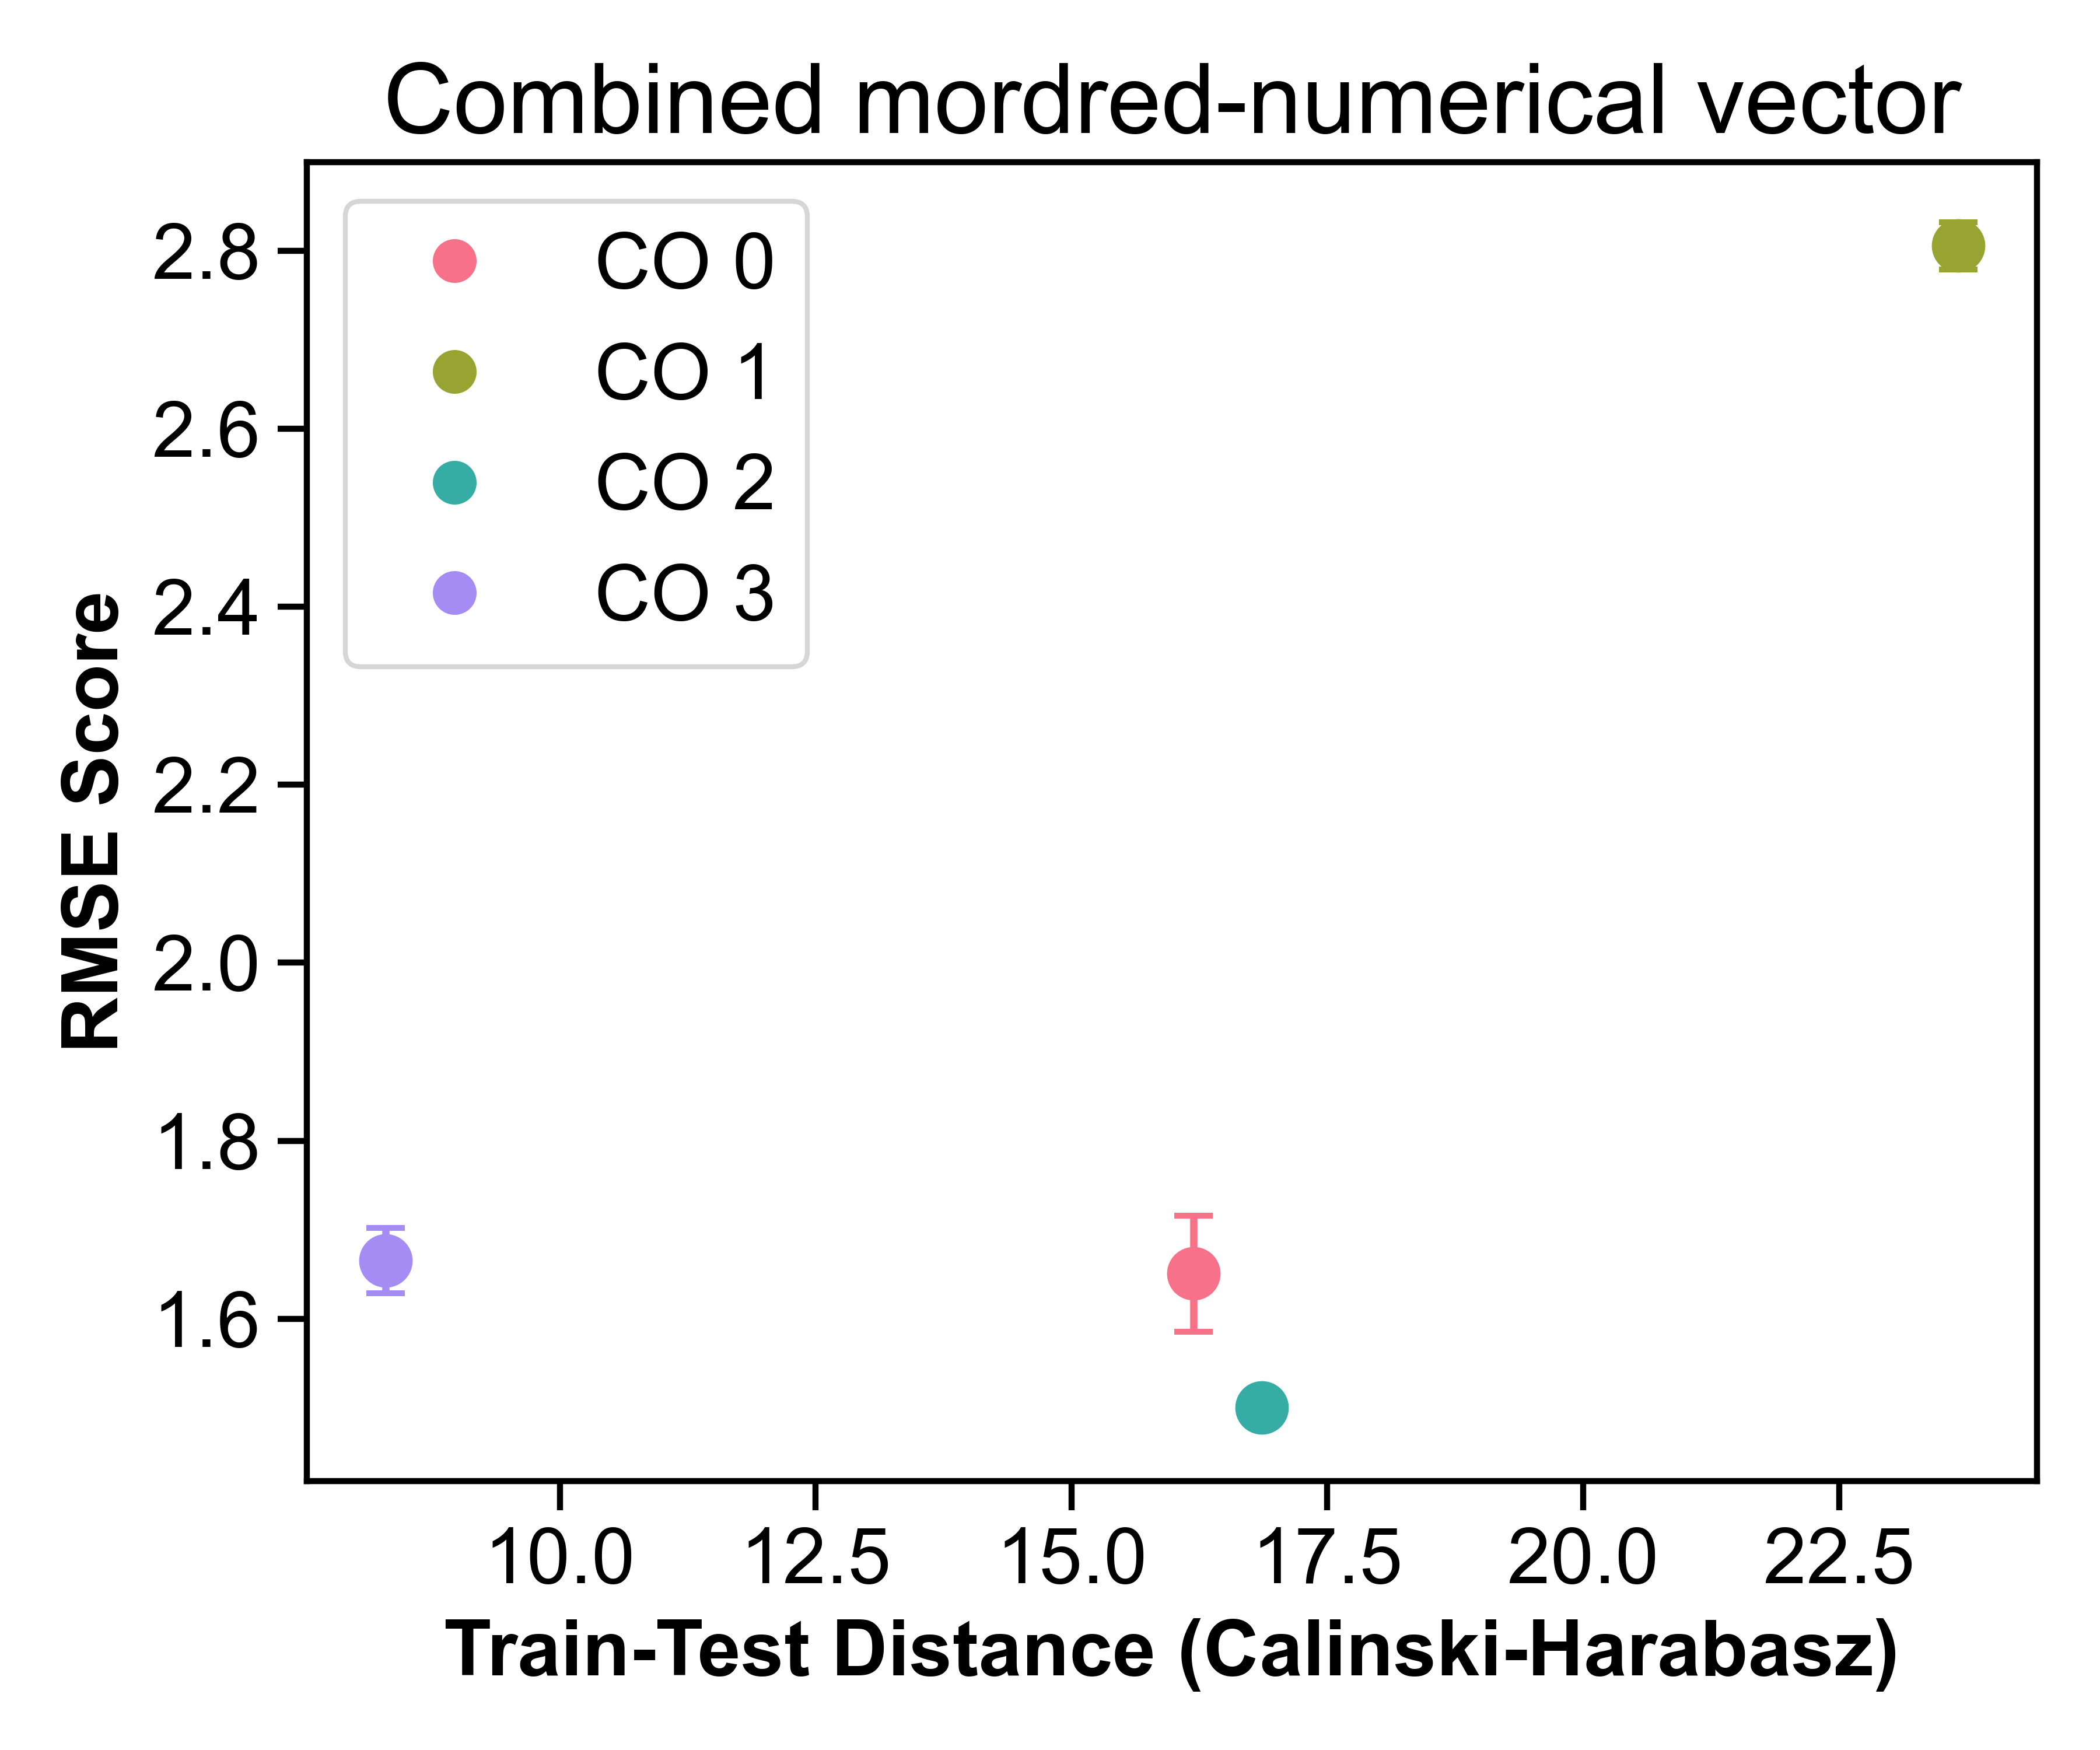 Combined mordred-numerical vector
CO 0
CO 1
CO 2
CO 3
2.8
2.6
2.4
2.2
2.0
1.8
1.6
RMSE Score
10.0 12.5 15.0 17.5 20.0 22.5
Train-Test Distance (Calinski-Harabasz)